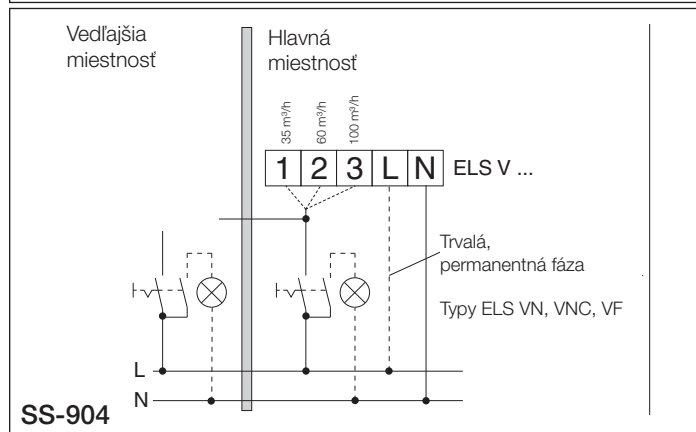 Vedľajšia
miestnosť
Hlavná
miestnosť
35 m³/h
60 m³/h
100 m³/h
1 2 3 L N ELS V ...
Trvalá,
permanentná fáza
Typy ELS VN, VNC, VF
L
N
SS-904